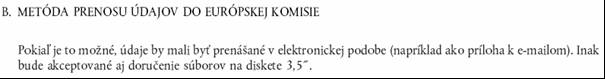 B. METÓDA PRENOSU ÚDAJOV DO EURÓPSKEJ KOMISIE
Pokiaľ je to možné, údaje by mali byť prenášané v elektronickej podobe (napríklad ako príloha k e-mailom). Inak
bude akceptované aj doručenie súborov na diskete 3,5˝.